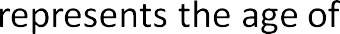 represents the age of